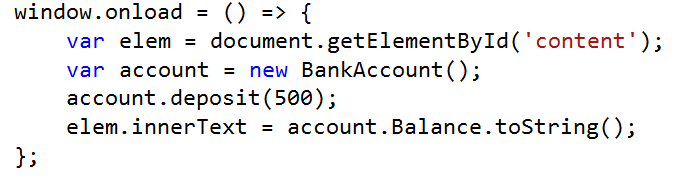 window.onload = () => {
    var elem = document.getElementById('content');
    var account = new BankAccount();
    account.deposit(500);
    elem.innerText = account.Balance.toString();
};